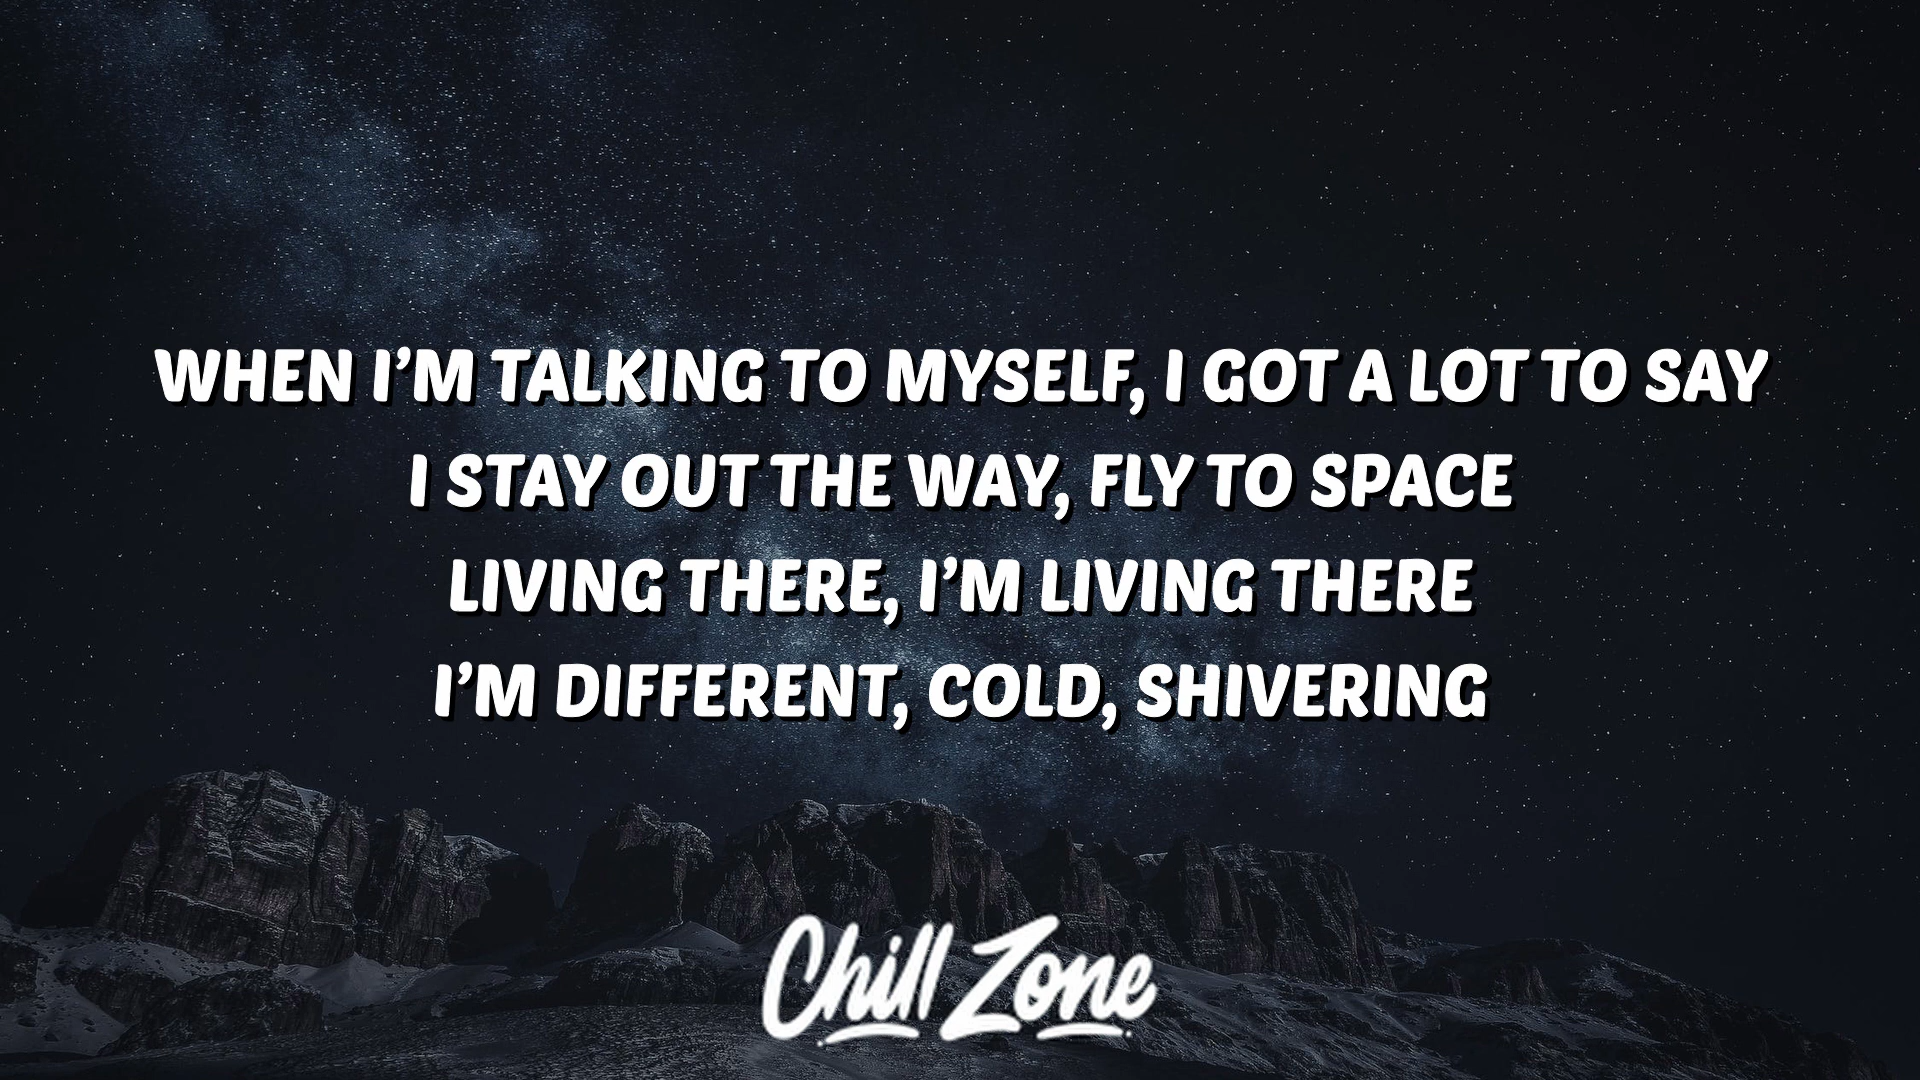 WHEN I’M TALKING TO MYSELF, I GOT A LOT TO SAY
I STAY OUT THE WAY, FLY TO SPACE
LIVING THERE, I’M LIVING THERE
I’M DIFFERENT, COLD, SHIVERING
Chill Zone